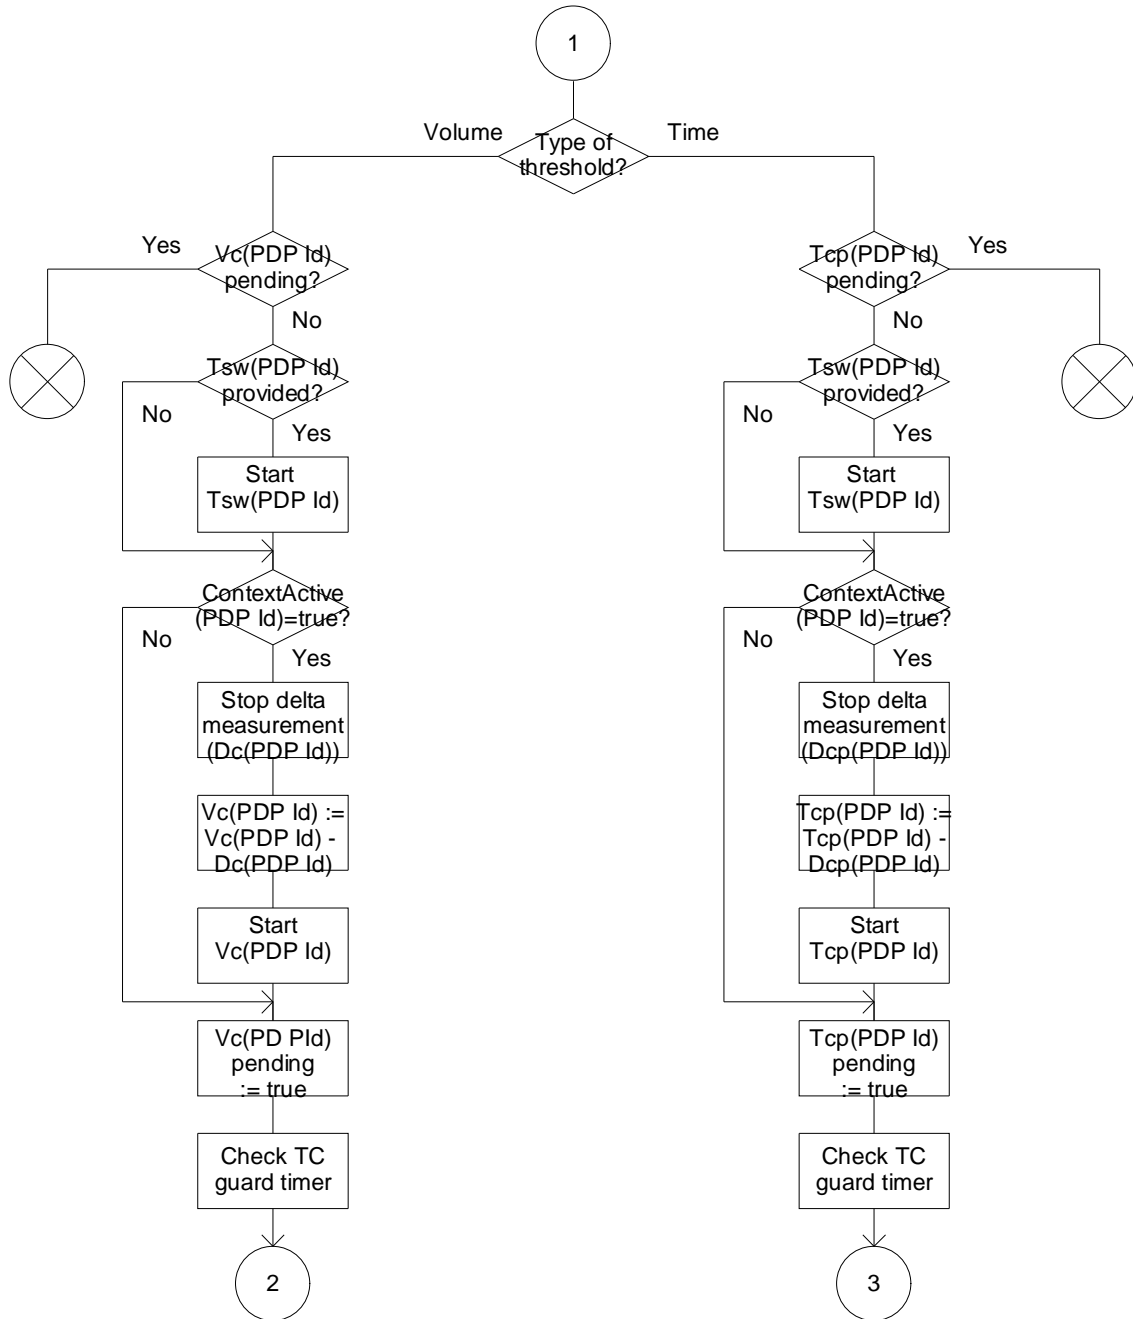 1
Volume
Type of
threshold?
Time
Yes
Vc(PDP Id)
pending?
No
Tsw(PDP Id)
provided?
No
Yes
Start
Tsw(PDP Id)
ContextActive
(PDP Id)=true?
No
Yes
Stop delta
measurement
(Dc(PDP Id))
Vc(PDP Id) :=
Vc(PDP Id) -
Dc(PDP Id)
Start
Vc(PDP Id)
Vc(PD PId)
pending
:= true
Check TC
guard timer
2
Tcp(PDP Id)
pending?
Yes
No
Tsw(PDP Id)
provided?
No
Yes
Start
Tsw(PDP Id)
ContextActive
(PDP Id)=true?
No
Yes
Stop delta
measurement
(Dcp(PDP Id))
Tcp(PDP Id) :=
Tcp(PDP Id) -
Dcp(PDP Id)
Start
Tcp(PDP Id)
Tcp(PDP Id)
pending
:= true
Check TC
guard timer
3